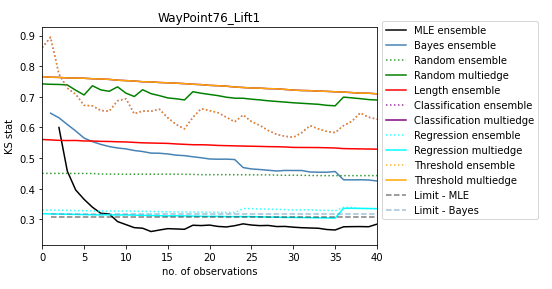 WayPoint76_Lift1
KS stat
0.9
0.8
0.7
0.6
0.5
0.4
0.3
0
5
10
15
20
25
30
35
40
no. of observations
MLE ensemble
Bayes ensemble
Random ensemble
Random multiedge
Length ensemble
Classification ensemble
Classification multiedge
Regression ensemble
Regression multiedge
Threshold ensemble
Threshold multiedge
Limit - MLE
Limit - Bayes